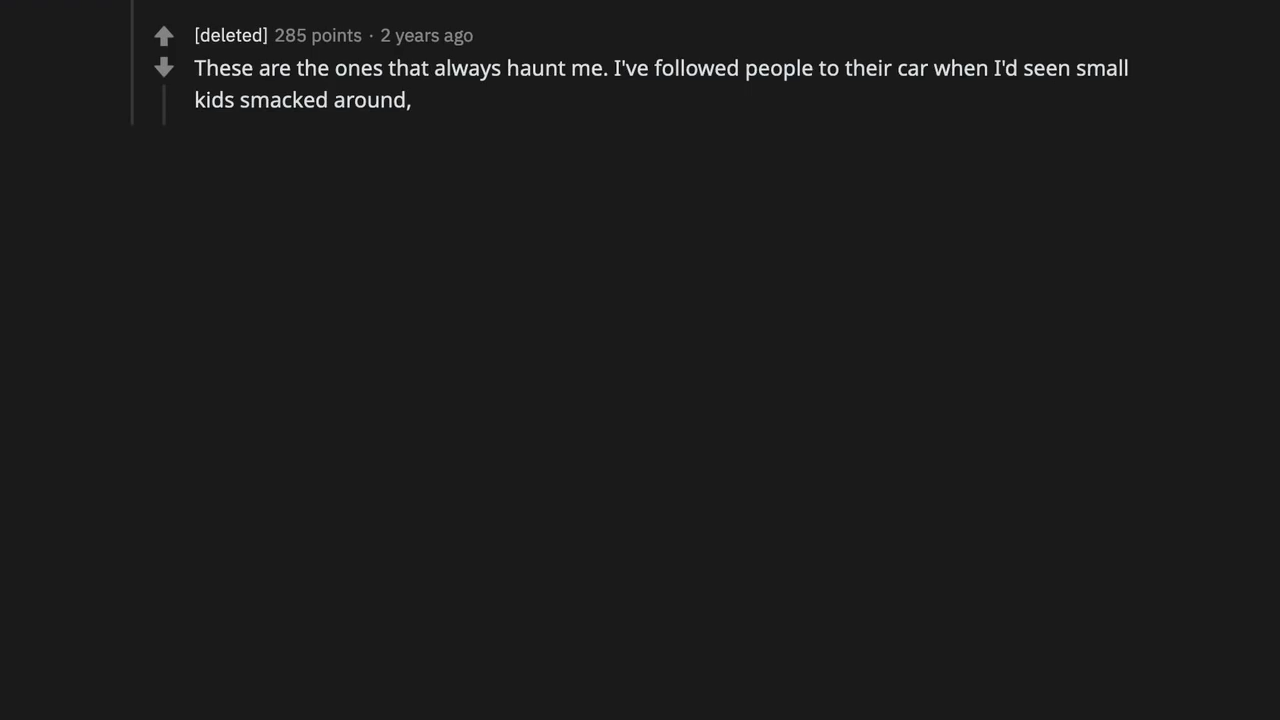 [deleted] 285 points · 2 years ago
These are the ones that always haunt me. I've followed people to their car when I'd seen small
kids smacked around,